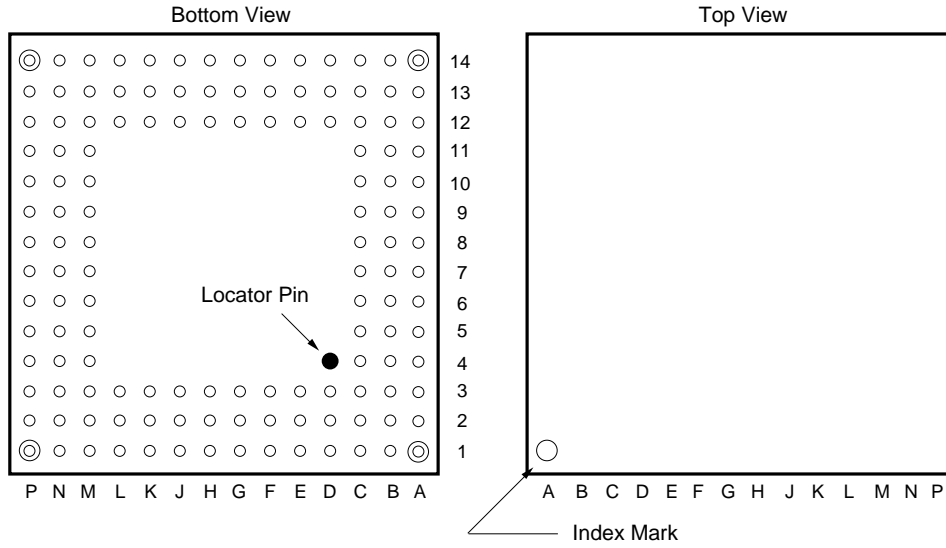 Bottom View
Top View
14
13
12
11
10
9
8
7
6
5
4
3
2
1
Locator Pin
P N M L K J H G F E D C B A
A B C D E F G H J K L M N P
Index Mark